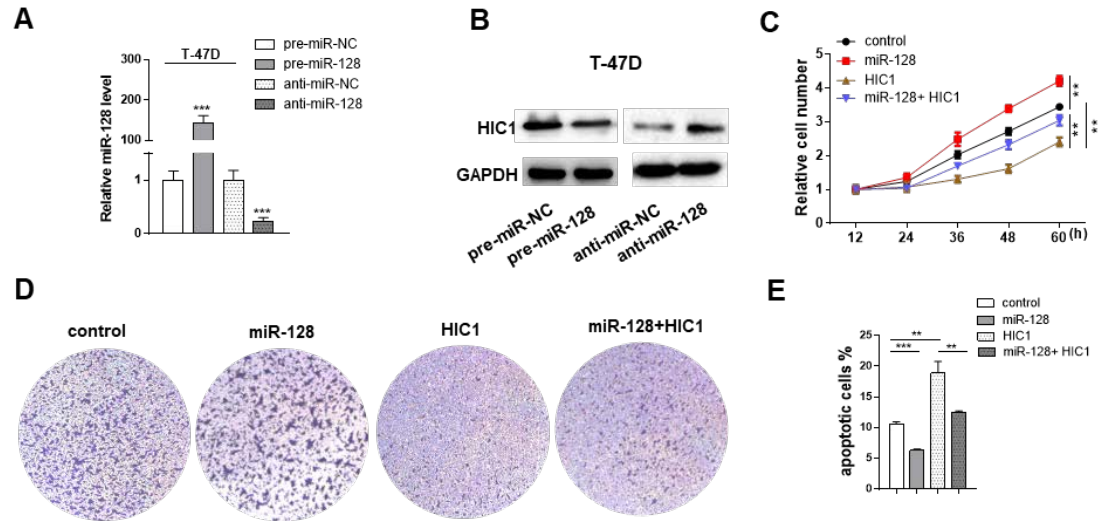 A
T-47D
pre-miR-NC
pre-miR-128
anti-miR-NC
anti-miR-128
Relative miR-128 level
300
150
100
1
0
***
***
B
T-47D
HIC1
GAPDH
pre-miR-NC
pre-miR-128
anti-miR-NC
anti-miR-128
C
control
miR-128
HIC1
miR-128+ HIC1
Relative cell number
5
4
3
2
1
0
12
24
36
48
60
(h)
**
**
**
D
control
miR-128
HIC1
miR-128+HIC1
E
control
miR-128
HIC1
miR-128+ HIC1
apoptotic cells %
25
20
15
10
5
0
**
***
**